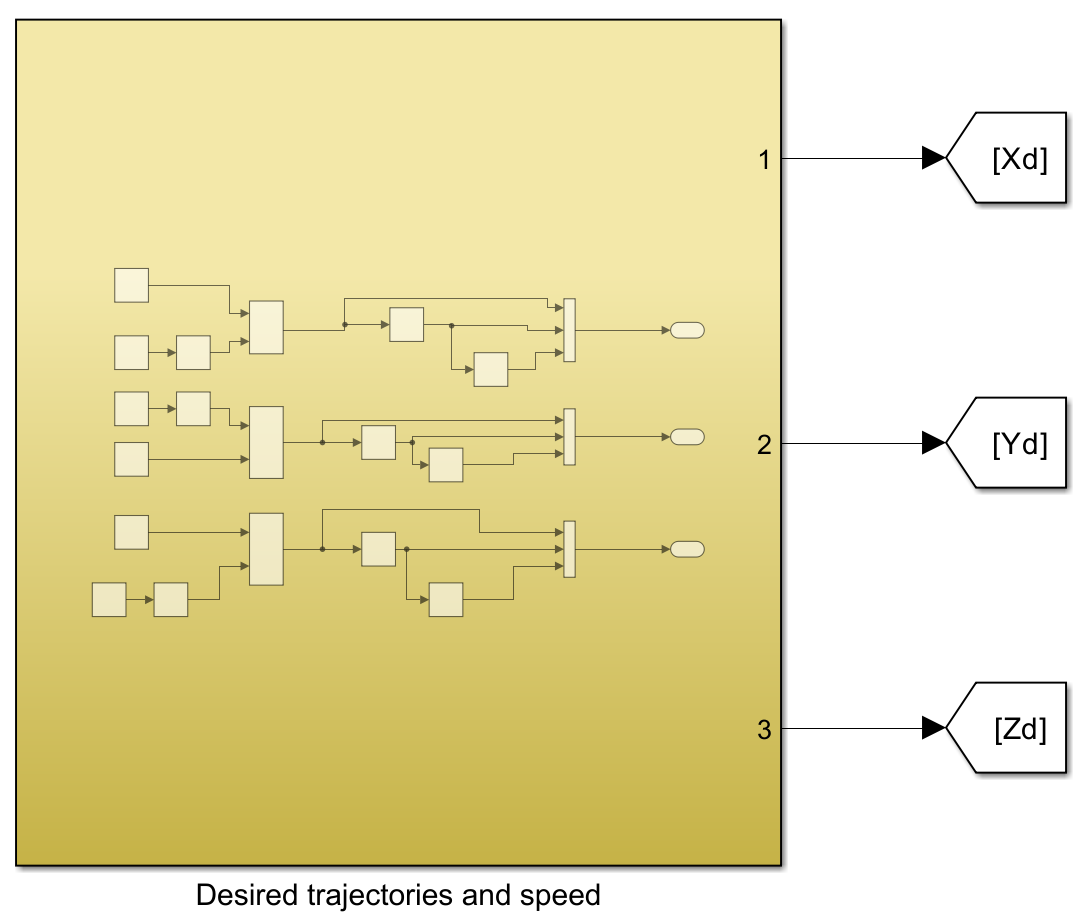 1
[Xd]
2
[Yd]
3
[Zd]
Desired trajectories and speed